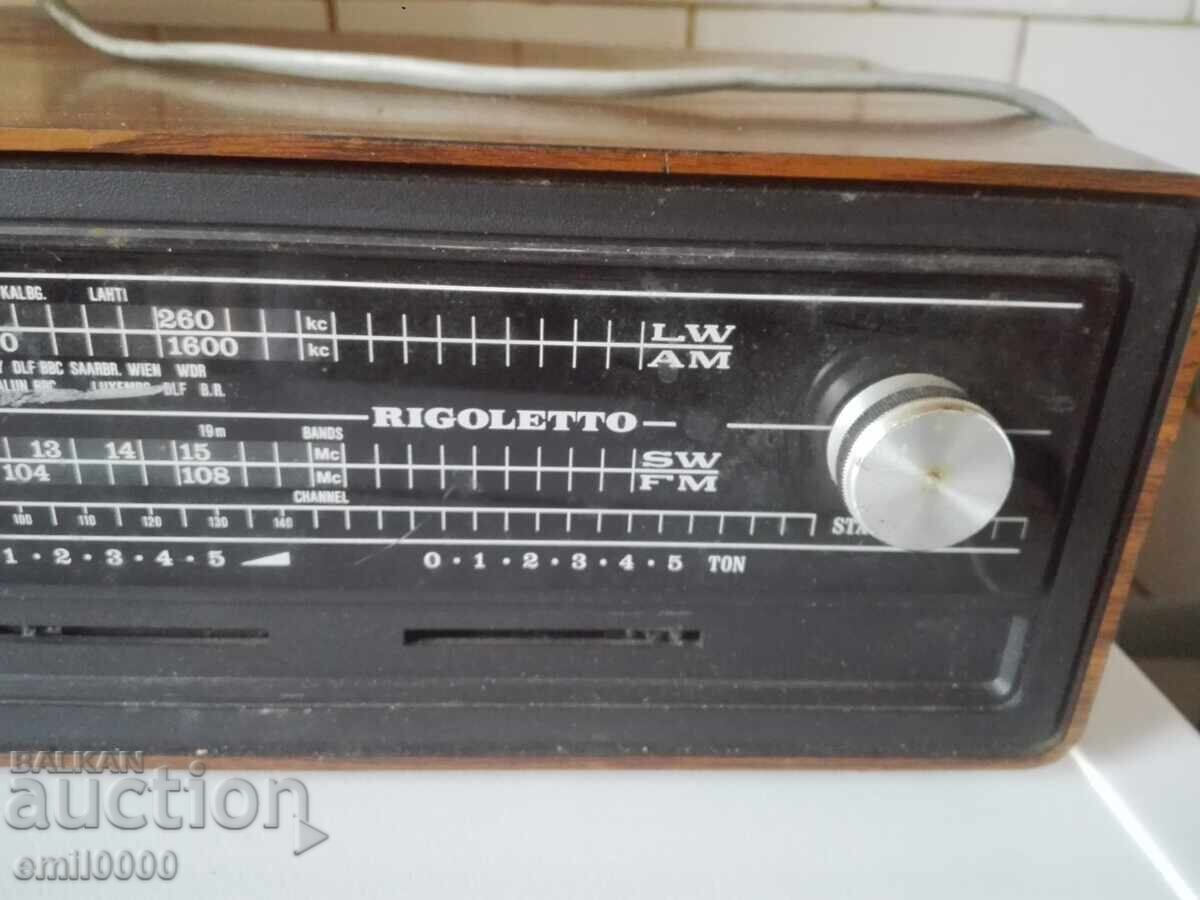 KALBG. LAHTI
260 kc LW
0 1600 kc AM
DLF BBC SAARBR. WIEN WDR
BBC LUXEMBG DLF B.R.
RIGOLETTO
19m BANDS
13 14 15 Mc SW
104 108 Mc FM
CHANNEL
100 110 120 130 140
1 • 2 • 3 • 4 • 5 0 • 1 • 2 • 3 • 4 • 5 TON
BALKAN
auction
emil0000